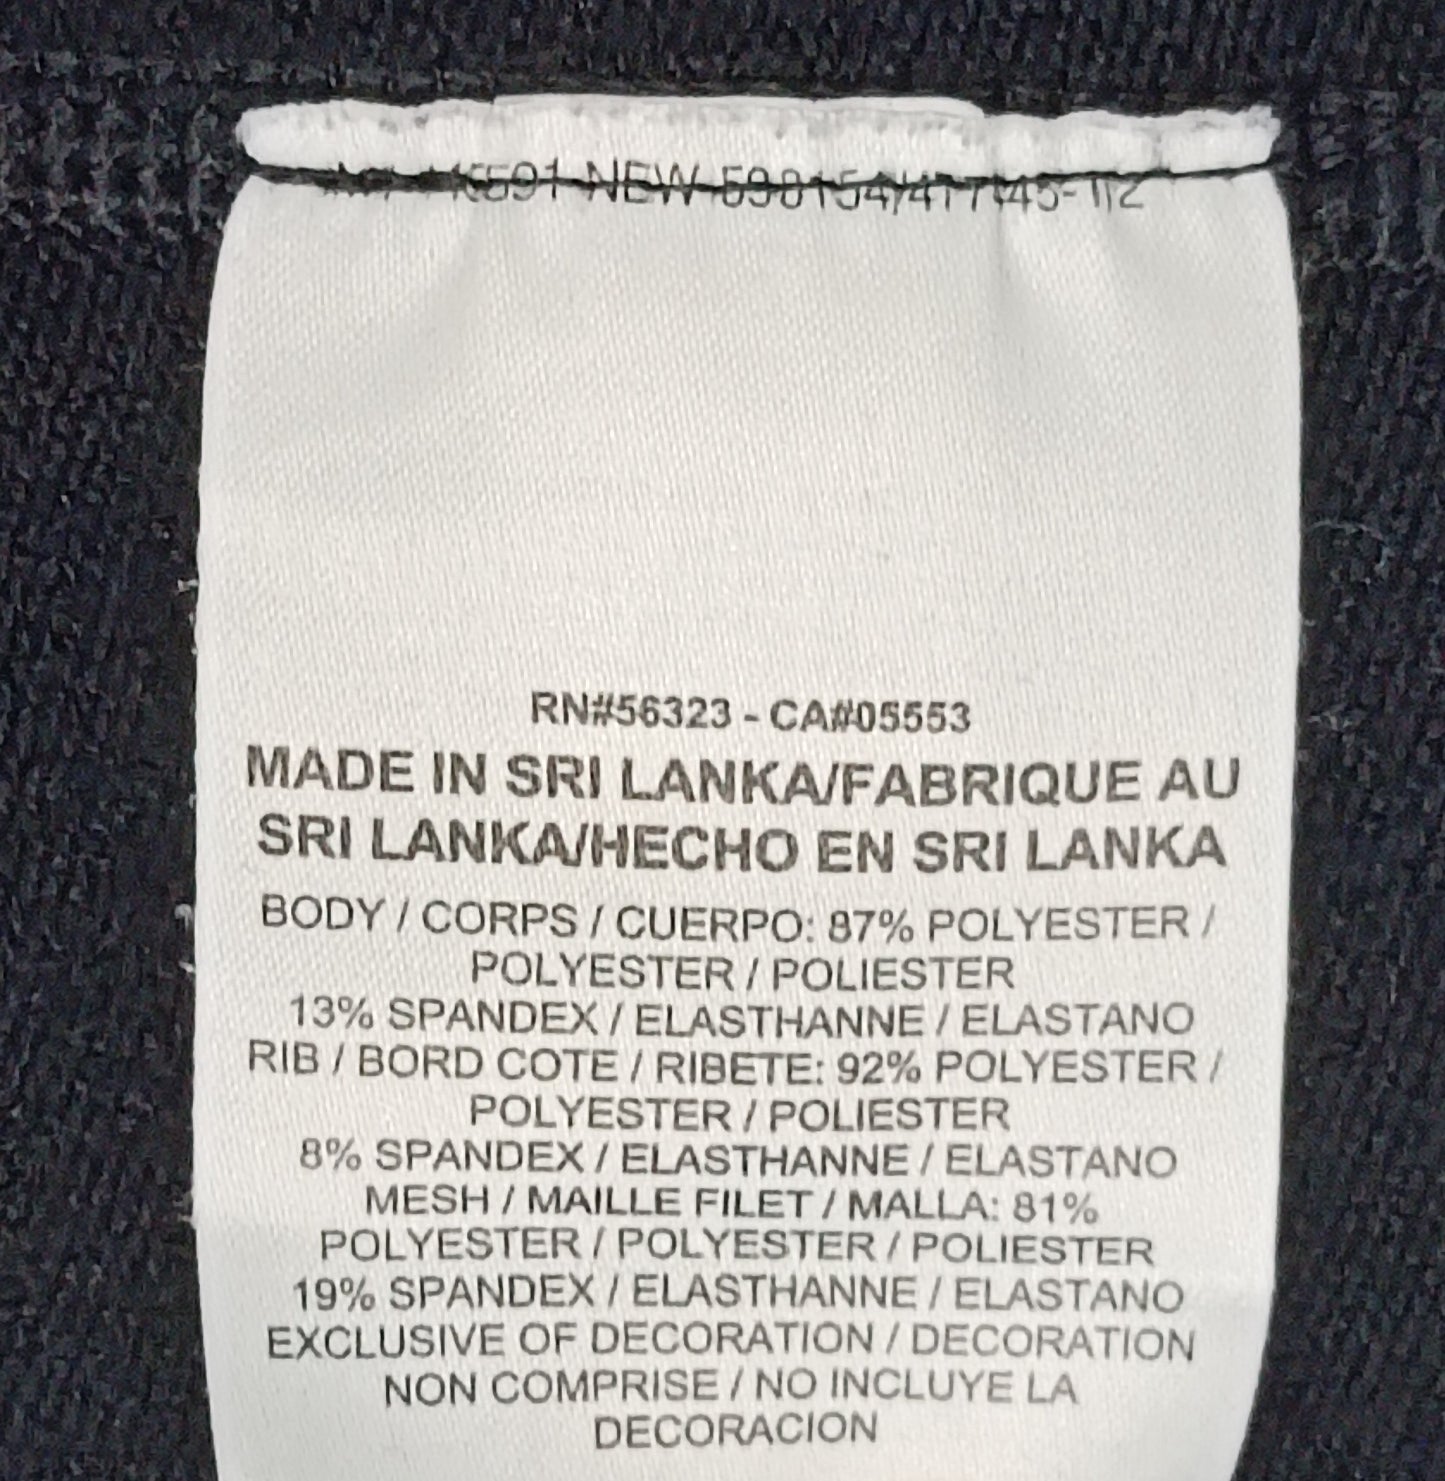 NEW
RN#56323 - CA#05553
MADE IN SRI LANKA/FABRIQUE AU
SRI LANKA/HECHO EN SRI LANKA
BODY / CORPS / CUERPO: 87% POLYESTER /
POLYESTER / POLIESTER
13% SPANDEX / ELASTHANNE / ELASTANO
RIB / BORD COTE / RIBETE: 92% POLYESTER /
POLYESTER / POLIESTER
8% SPANDEX / ELASTHANNE / ELASTANO
MESH / MAILLE FILET / MALLA: 81%
POLYESTER / POLYESTER / POLIESTER
19% SPANDEX / ELASTHANNE / ELASTANO
EXCLUSIVE OF DECORATION / DECORATION
NON COMPRISE / NO INCLUYE LA
DECORACION